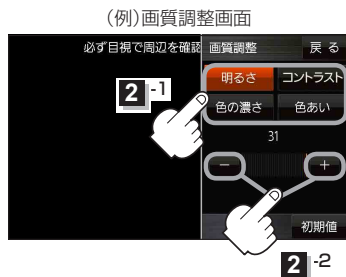 (例)画質調整画面
必ず目視で周辺を確認 画質調整 戻る
明るさ コントラスト
2 -1
色の濃さ 色あい
31
− +
初期値
2 -2